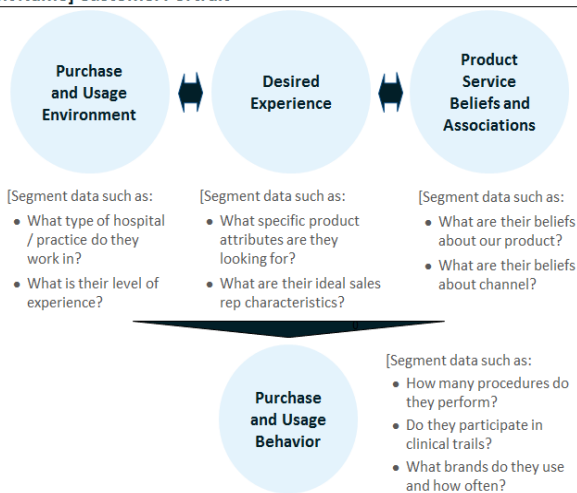 Purchase
and Usage
Environment
Desired
Experience
Product
Service
Beliefs and
Associations
[Segment data such as:
• What type of hospital
/ practice do they
work in?
• What is their level of
experience?
[Segment data such as:
• What specific product
attributes are they
looking for?
• What are their ideal sales
rep characteristics?
[Segment data such as:
• What are their beliefs
about our product?
• What are their beliefs
about channel?
Purchase
and Usage
Behavior
[Segment data such as:
• How many procedures do
they perform?
• Do they participate in
clinical trails?
• What brands do they use
and how often?